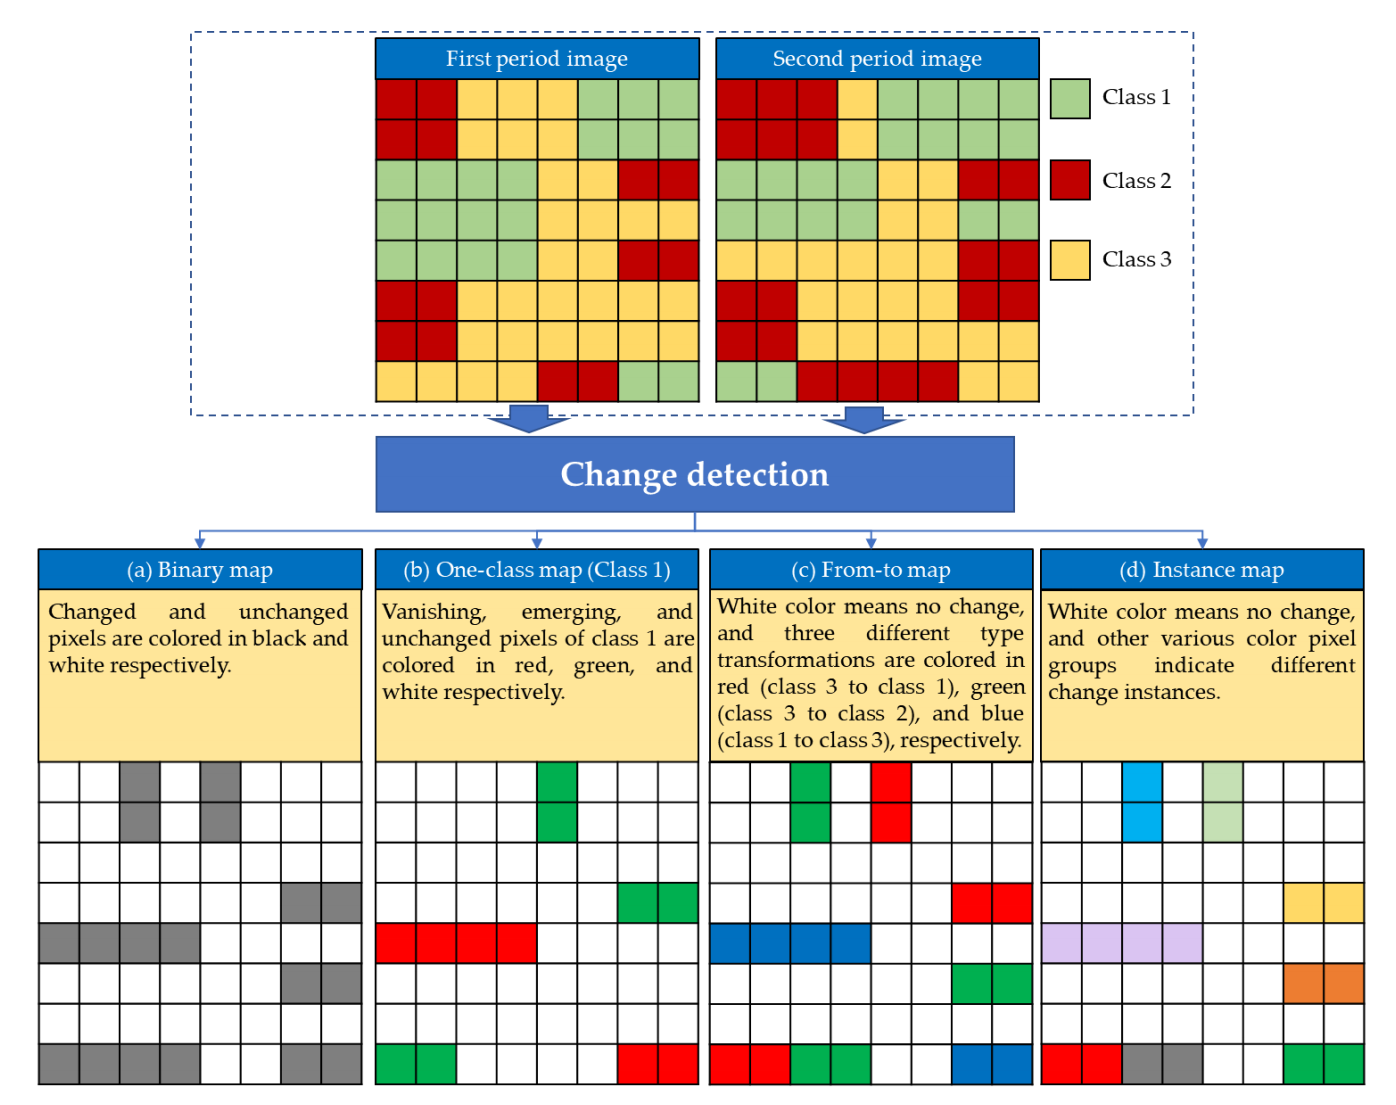 First period image
Second period image
Class 1
Class 2
Class 3
Change detection
(a) Binary map
Changed and unchanged
pixels are colored in black and
white respectively.
(b) One-class map (Class 1)
Vanishing, emerging, and
unchanged pixels of class 1 are
colored in red, green, and
white respectively.
(c) From-to map
White color means no change,
and three different type
transformations are colored in
red (class 3 to class 1), green
(class 3 to class 2), and blue
(class 1 to class 3), respectively.
(d) Instance map
White color means no change,
and other various color pixel
groups indicate different
change instances.